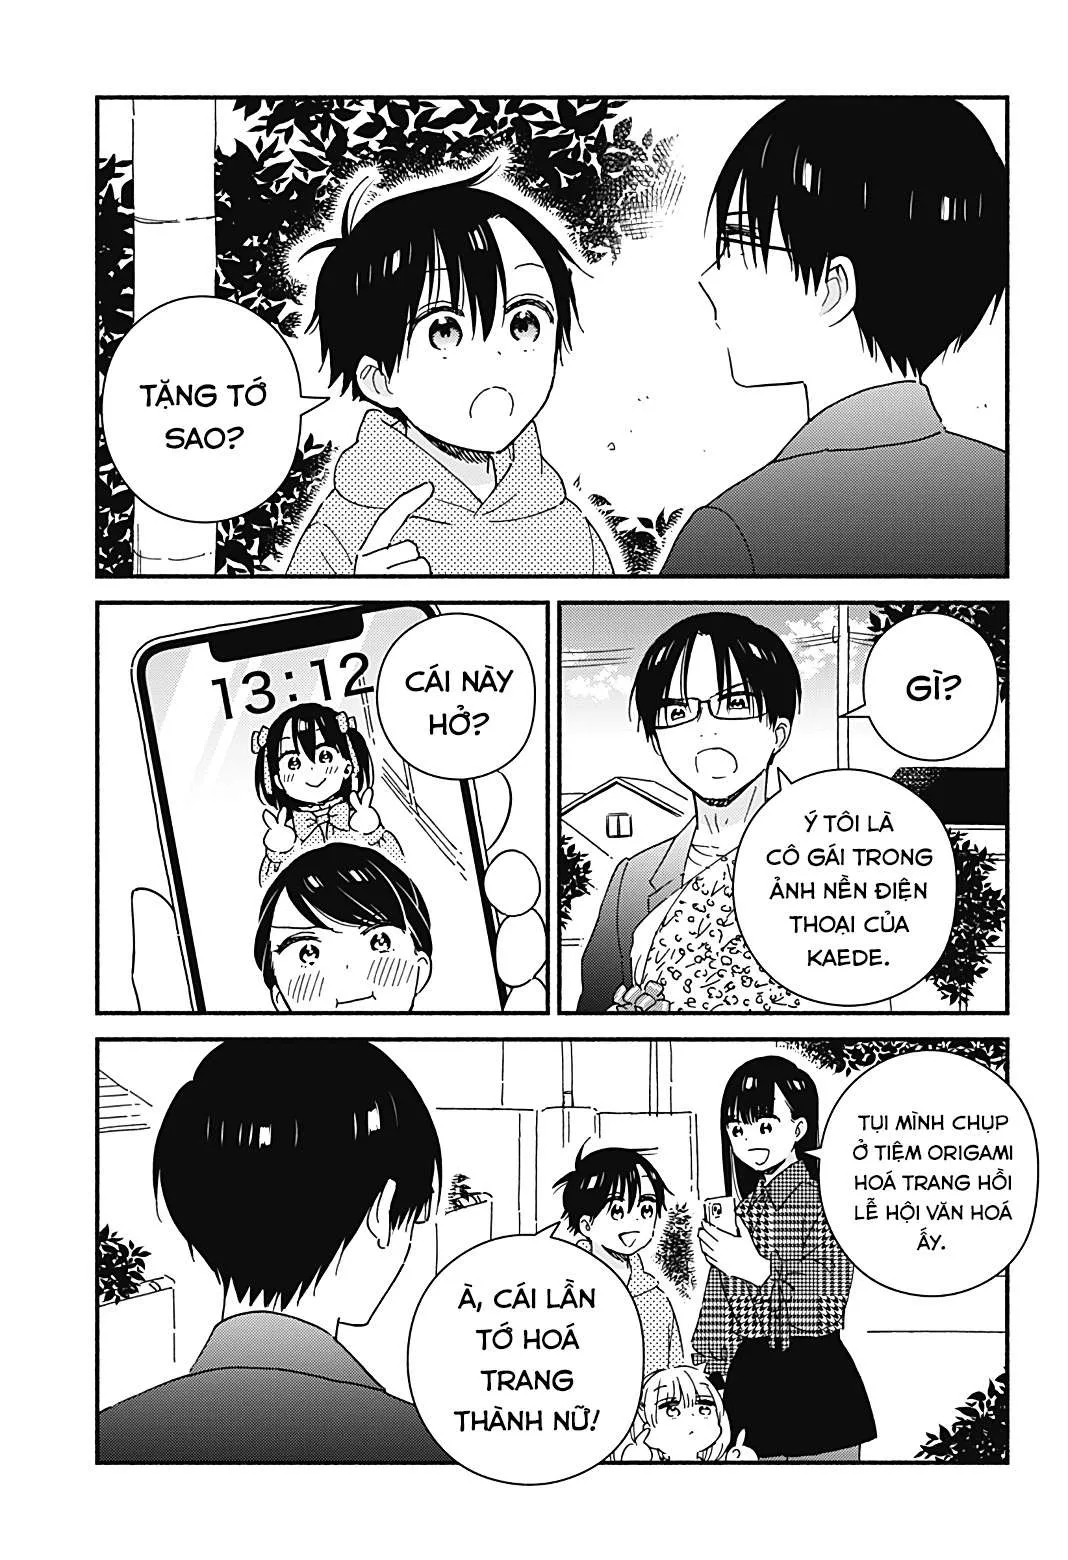 TẶNG TỚ
SAO?
GÌ?
Ý TÔI LÀ
CÔ GÁI TRONG
ẢNH NỀN ĐIỆN
THOẠI CỦA
KAEDE.
CÁI NÀY
HỞ?
13:12
TỤI MÌNH CHỤP
Ở TIỆM ORIGAMI
HOÁ TRANG HỒI
LỄ HỘI VĂN HOÁ
ẤY.
À, CÁI LẦN
TỚ HOÁ
TRANG
THÀNH NỮ!